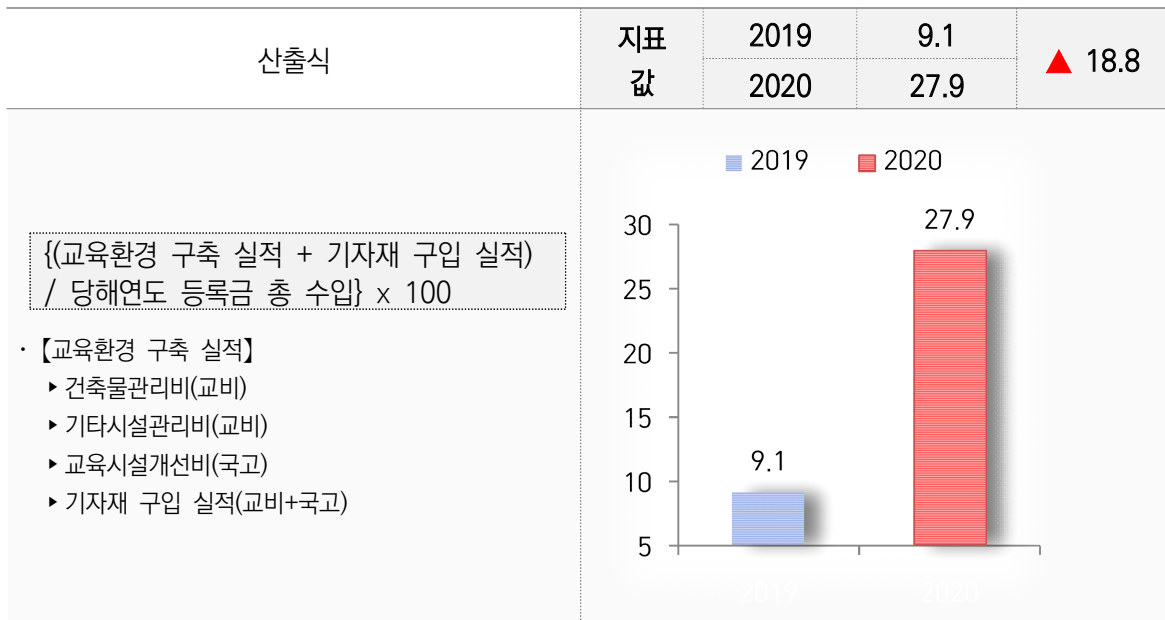 산출식
지표
값
2019 9.1
2020 27.9
▲ 18.8
{(교육환경 구축 실적 + 기자재 구입 실적)
/ 당해연도 등록금 총 수입} x 100
· 【교육환경 구축 실적】
▶ 건축물관리비(교비)
▶ 기타시설관리비(교비)
▶ 교육시설개선비(국고)
▶ 기자재 구입 실적(교비+국고)
2019 2020
30
25
20
15
10
5
9.1
27.9
2019 2020